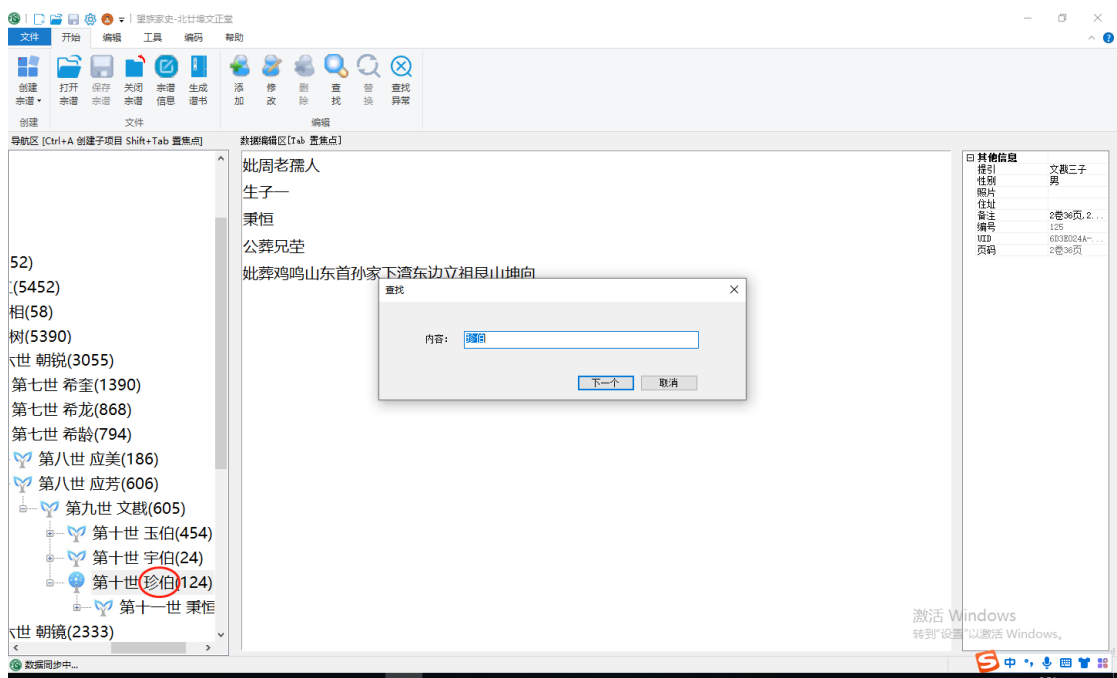 望族家史-北廿埠文正堂
文件 开始 编辑 工具 编码 帮助
创建宗谱 打开宗谱 保存宗谱 关闭宗谱 宗谱信息 生成谱书 添加 修改 删除 查找 替换 查找异常
创建 文件 编辑
导航区 [Ctrl+A 创建子项目 Shift+Tab 置焦点]
数据编辑区[Tab 置焦点]
52)
(5452)
相(58)
树(5390)
世 朝锐(3055)
第七世 希奎(1390)
第七世 希龙(868)
第七世 希龄(794)
第八世 应美(186)
第八世 应芳(606)
第九世 文戡(605)
第十世 玉伯(454)
第十世 宇伯(24)
第十世 珍伯(124)
第十一世 秉恒
世 朝镜(2333)
妣周老孺人
生子一
秉恒
公葬兄茔
妣葬鸡鸣山东首孙家下湾东边立祖艮山坤向
查找
内容: 珍伯
下一个 取消
其他信息
提引 文戡三子
性别 男
照片
住址
备注 2卷36页,2...
编号 125
UID 6D3E024A-...
页码 2卷36页
激活 Windows
转到"设置"以激活 Windows。
数据同步中...
中